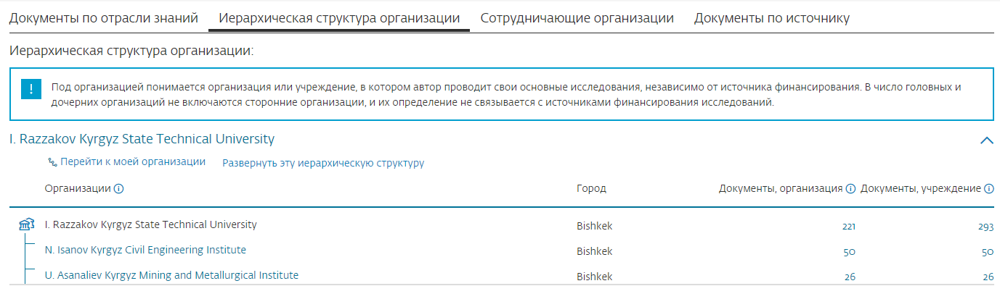 Документы по отрасли знаний Иерархическая структура организации Сотрудничающие организации Документы по источнику
Иерархическая структура организации:
! Под организацией понимается организация или учреждение, в котором автор проводит свои основные исследования, независимо от источника финансирования. В число головных и
дочерних организаций не включаются сторонние организации, и их определение не связывается с источниками финансирования исследований.
I. Razzakov Kyrgyz State Technical University
Перейти к моей организации Развернуть эту иерархическую структуру
Организации Город Документы, организация Документы, учреждение
I. Razzakov Kyrgyz State Technical University Bishkek 221 293
N. Isanov Kyrgyz Civil Engineering Institute Bishkek 50 50
U. Asanaliev Kyrgyz Mining and Metallurgical Institute Bishkek 26 26